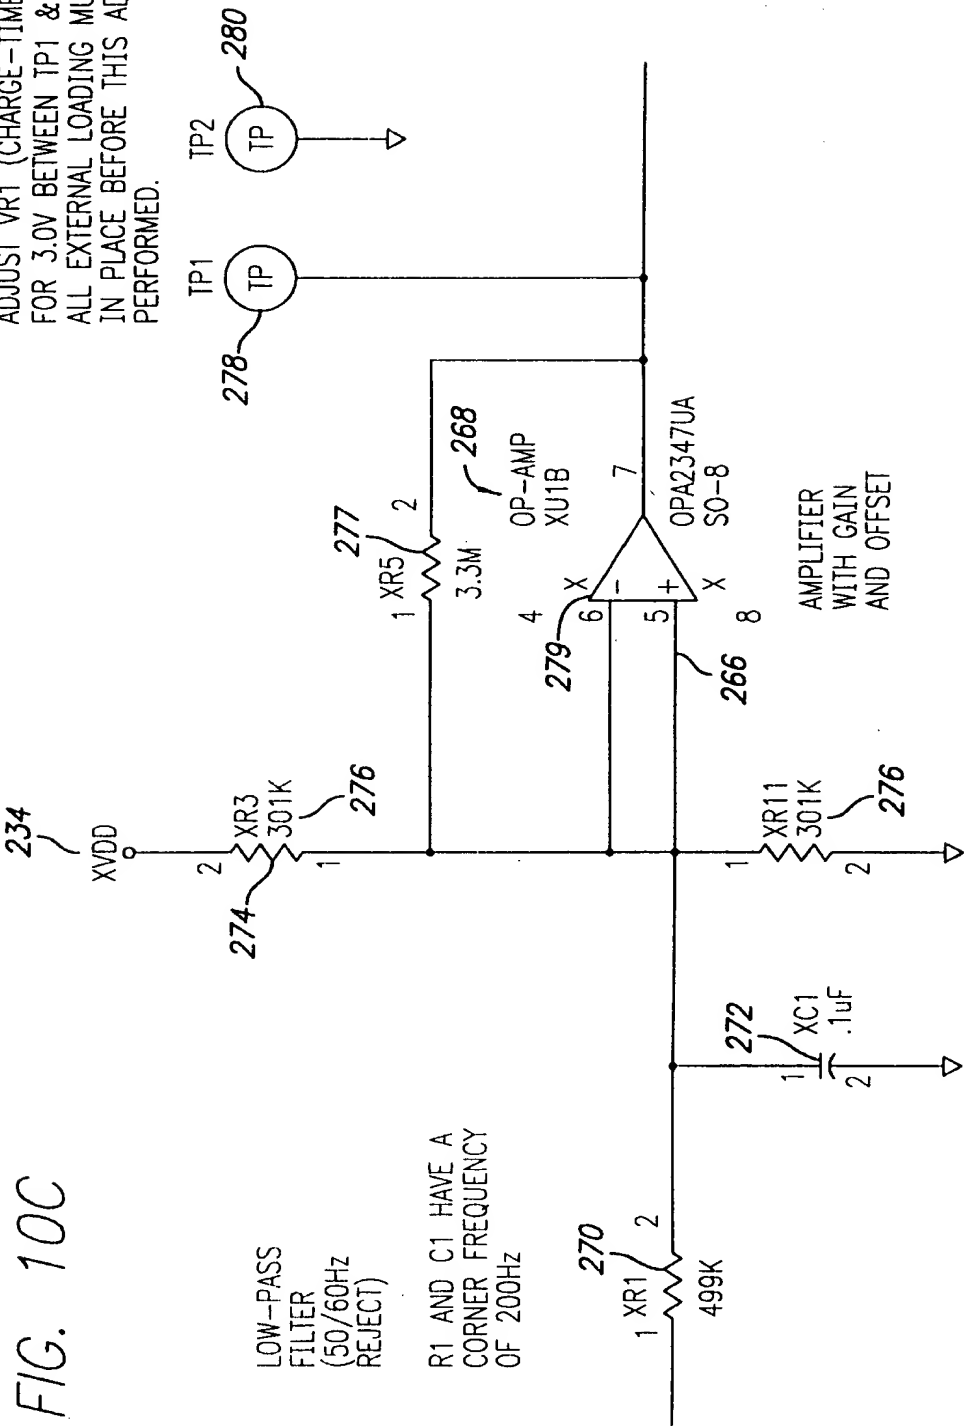 FIG. 10C
LOW-PASS
FILTER
(50/60Hz
REJECT)
R1 AND C1 HAVE A
CORNER FREQUENCY
OF 200Hz
270
1 XR1 2
499K
272
1 XC1
.1uF
2
234
XVDD
2
XR3
301K
276
274
1
1
XR11
301K
276
2
277
1 XR5 2
3.3M
268
OP-AMP
XU1B
4
X
6
-
5
+
X
8
7
279
266
OPA2347UA
SO-8
AMPLIFIER
WITH GAIN
AND OFFSET
ADJUST VR1 (CHARGE-TIME
FOR 3.0V BETWEEN TP1 &
ALL EXTERNAL LOADING
IN PLACE BEFORE THIS
PERFORMED.
TP1
TP
278
TP2
TP
280